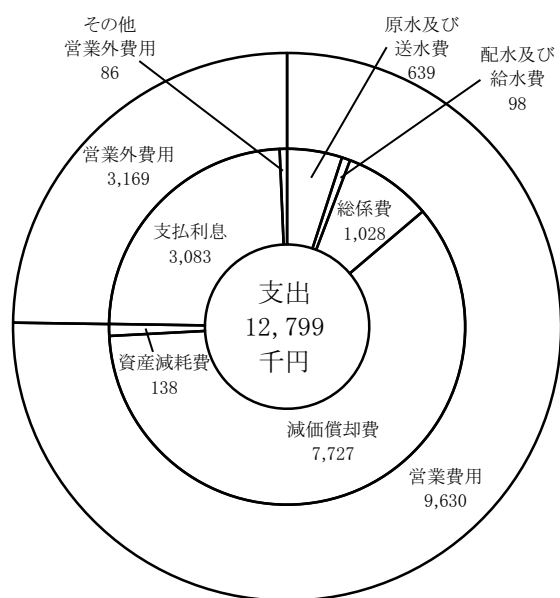 その他
営業外費用
86
原水及び
送水費
639
配水及び
給水費
98
営業外費用
3,169
支払利息
3,083
総係費
1,028
支出
12,799
千円
資産減耗費
138
減価償却費
7,727
営業費用
9,630